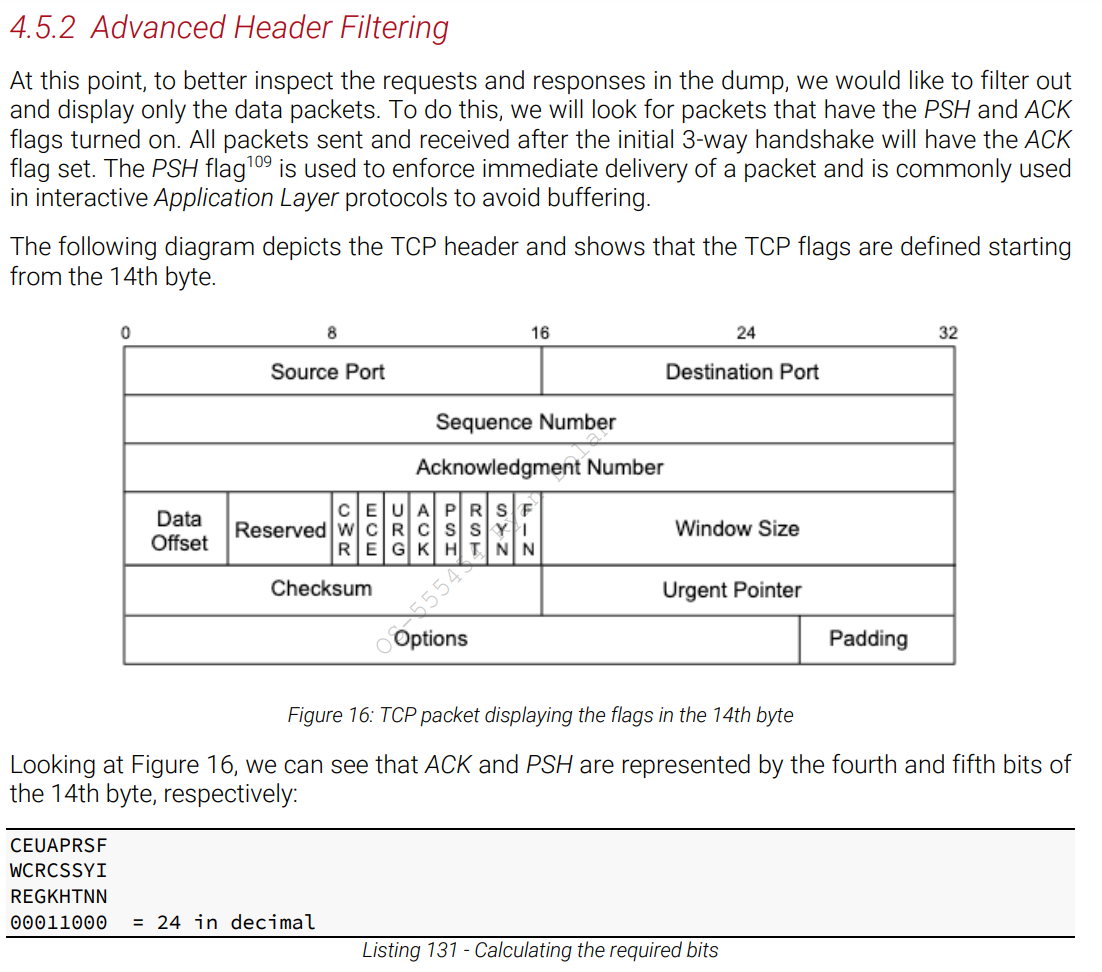 4.5.2 Advanced Header Filtering
At this point, to better inspect the requests and responses in the dump, we would like to filter out
and display only the data packets. To do this, we will look for packets that have the PSH and ACK
flags turned on. All packets sent and received after the initial 3-way handshake will have the ACK
flag set. The PSH flag109 is used to enforce immediate delivery of a packet and is commonly used
in interactive Application Layer protocols to avoid buffering.
The following diagram depicts the TCP header and shows that the TCP flags are defined starting
from the 14th byte.
0 8 16 24 32
Source Port Destination Port
Sequence Number
Acknowledgment Number
Data Offset Reserved CWR ECE URG ACK PSH RST SYN FIN Window Size
Checksum Urgent Pointer
Options Padding
Figure 16: TCP packet displaying the flags in the 14th byte
Looking at Figure 16, we can see that ACK and PSH are represented by the fourth and fifth bits of
the 14th byte, respectively:
CEUAPRSF
WCRCSSYI
REGKHTNN
00011000 = 24 in decimal
Listing 131 - Calculating the required bits